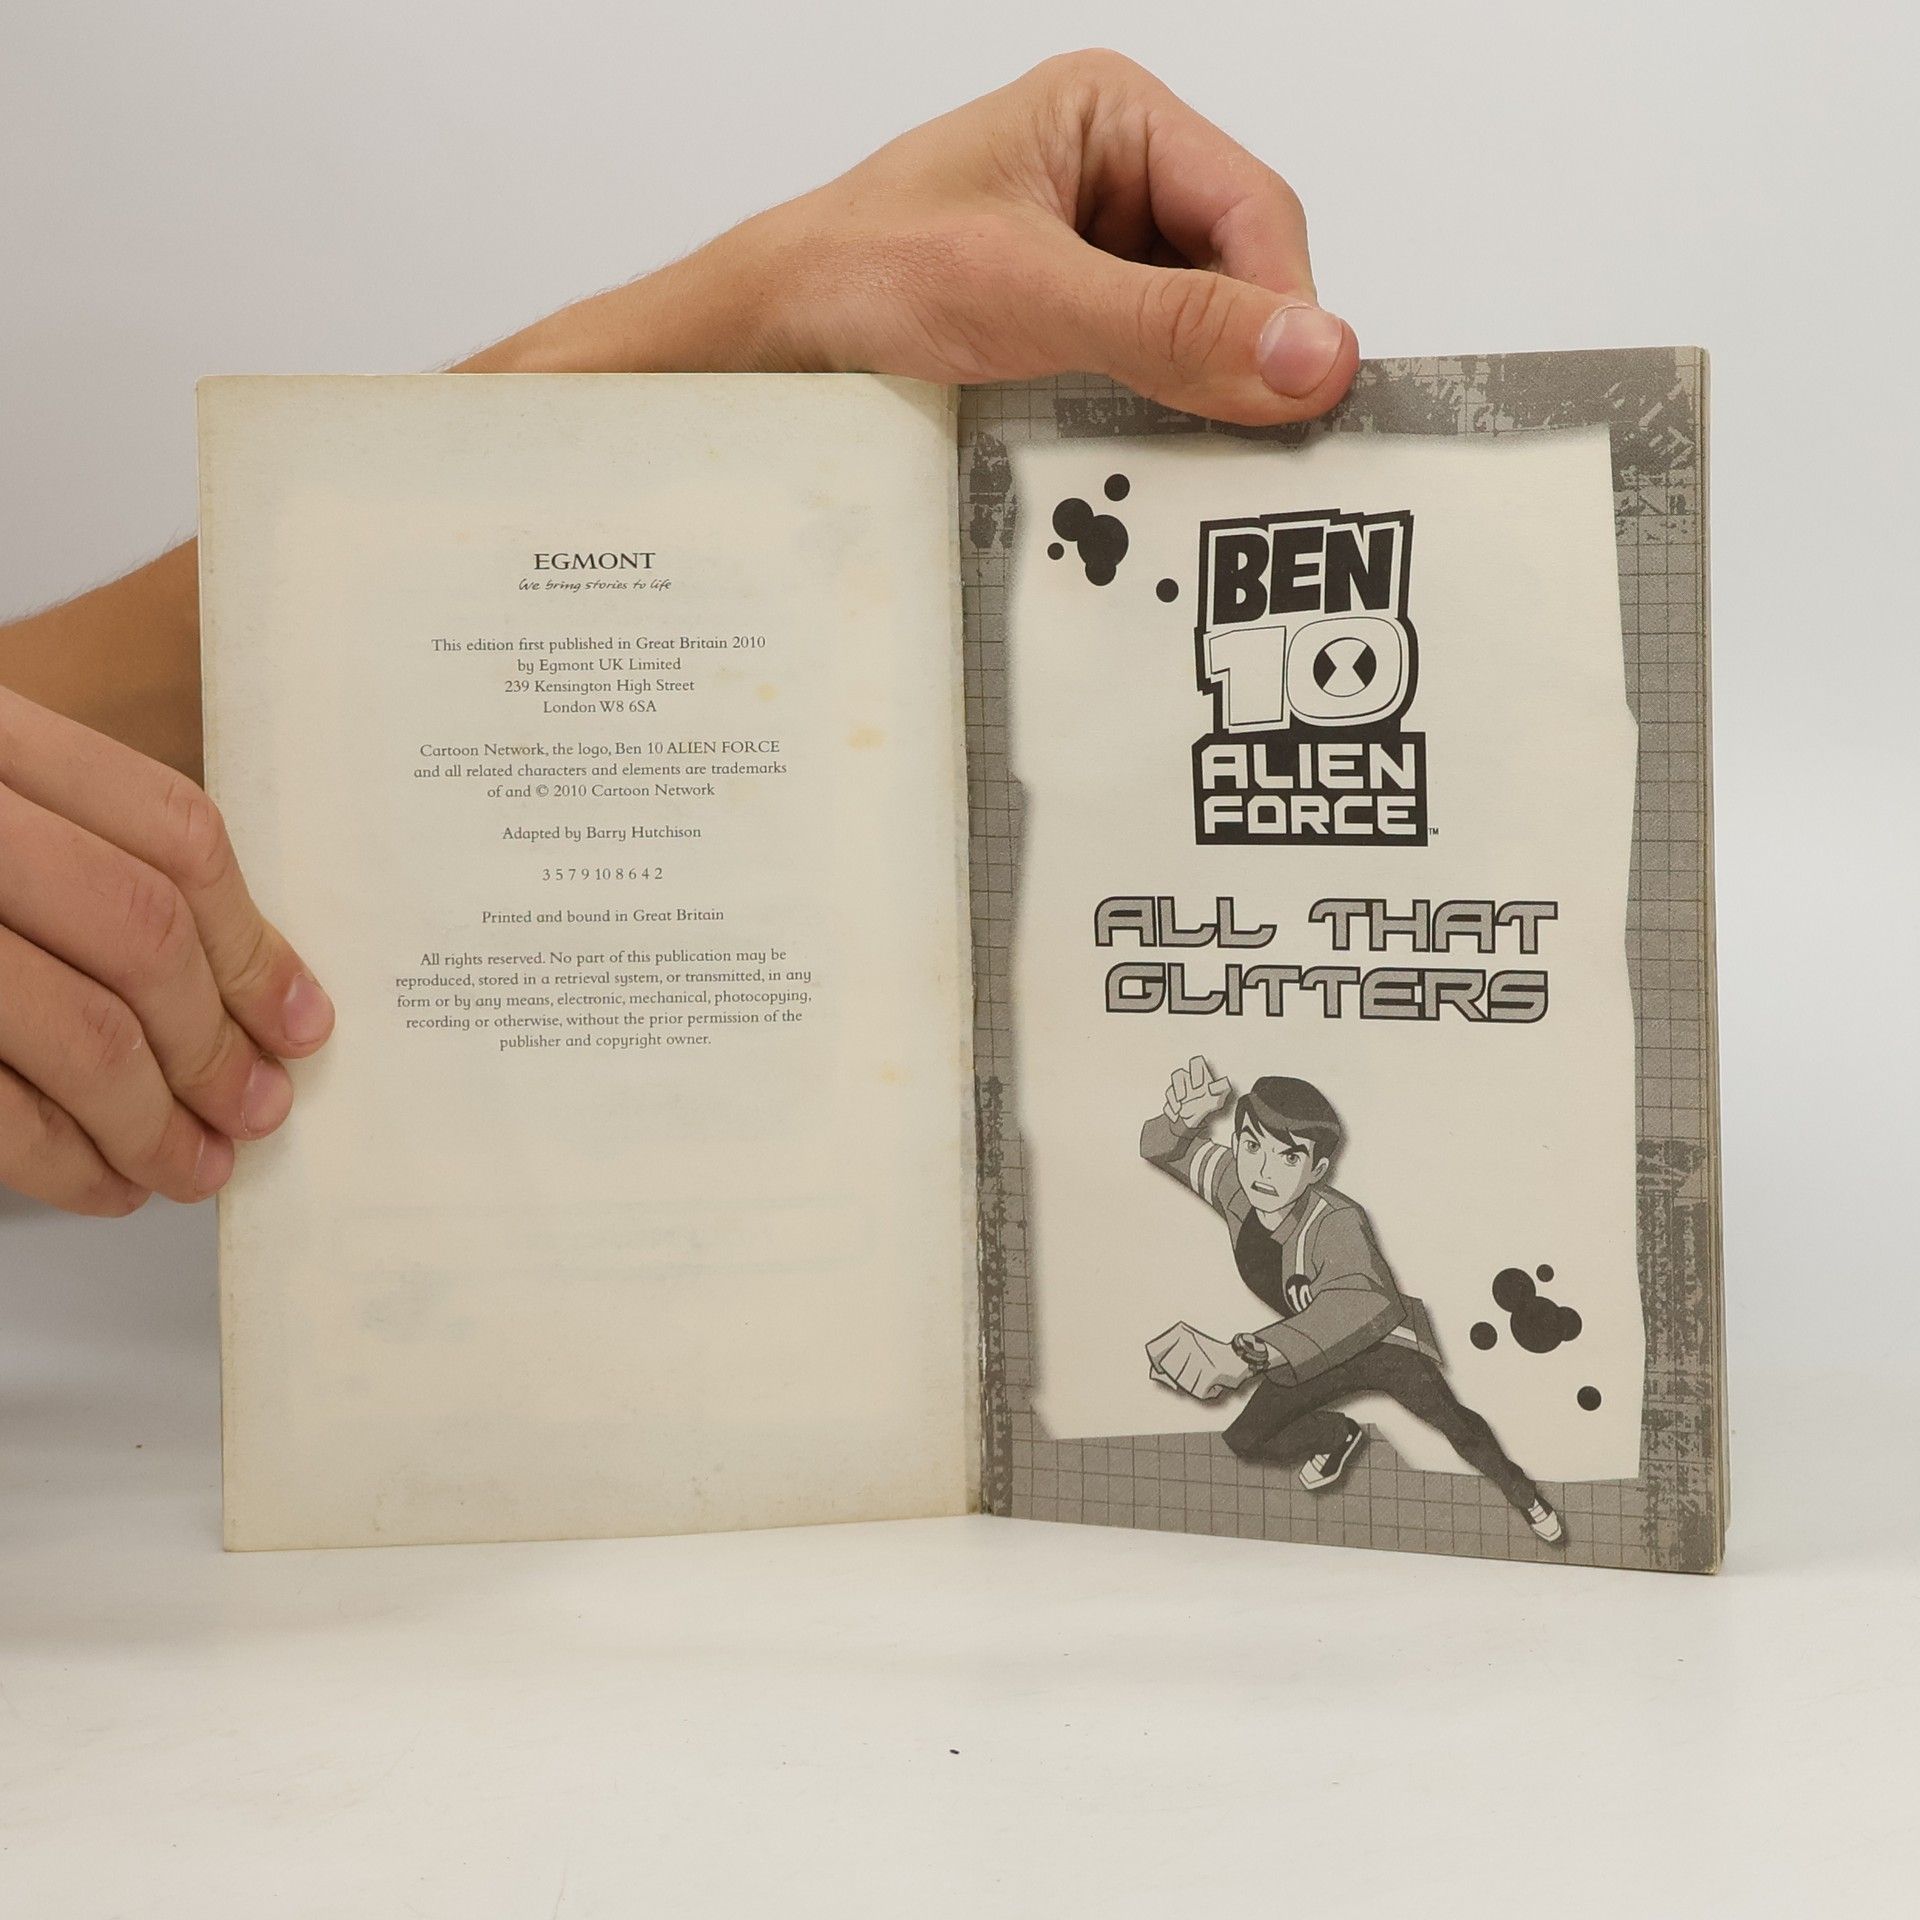 EGMONT
We bring stories to life
This edition first published in Great Britain 2010
by Egmont UK Limited
239 Kensington High Street
London W8 6SA
Cartoon Network, the logo, Ben 10 ALIEN FORCE
and all related characters and elements are trademarks
of and © 2010 Cartoon Network
Adapted by Barry Hutchison
3 5 7 9 10 8 6 4 2
Printed and bound in Great Britain
All rights reserved. No part of this publication may be
reproduced, stored in a retrieval system, or transmitted, in any
form or by any means, electronic, mechanical, photocopying,
recording or otherwise, without the prior permission of the
publisher and copyright owner.
BEN
10
ALIEN
FORCE™
ALL THAT
GLITTERS
10